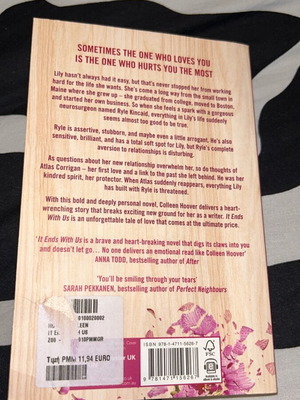 SOMETIMES THE ONE WHO LOVES YOU
IS THE ONE WHO HURTS YOU THE MOST
Lily hasn't always had it easy, but that's never stopped her from working
hard for the life she wants. She's come a long way from the small town in
Maine where she grew up – she graduated from college, moved to Boston,
and started her own business. So when she feels a spark with a gorgeous
neurosurgeon named Ryle Kincaid, everything in Lily's life suddenly
seems almost too good to be true.
Ryle is assertive, stubborn, and maybe even a little arrogant. He's also
sensitive, brilliant, and has a total soft spot for Lily, but Ryle's complete
aversion to relationships is disturbing.
As questions about her new relationship overwhelm her, so do thoughts of
Atlas Corrigan – her first love and a link to the past she left behind. He was her
kindred spirit, her protector. When Atlas suddenly reappears, everything Lily
has built with Ryle is threatened.
With this bold and deeply personal novel, Colleen Hoover delivers a heart-
wrenching story that breaks exciting new ground for her as a writer. It Ends
With Us is an unforgettable tale of love that comes at the ultimate price.
'It Ends With Us is a brave and heart-breaking novel that digs its claws into you
and doesn't let go... No one delivers an emotional read like Colleen Hoover'
ANNA TODD, bestselling author of After
'You'll be smiling through your tears'
SARAH PEKKANEN, bestselling author of Perfect Neighbours
Τιμή 11,94 EURO
UK
ISBN 978-1-4711-5626-7
9 781471 156267
FSC